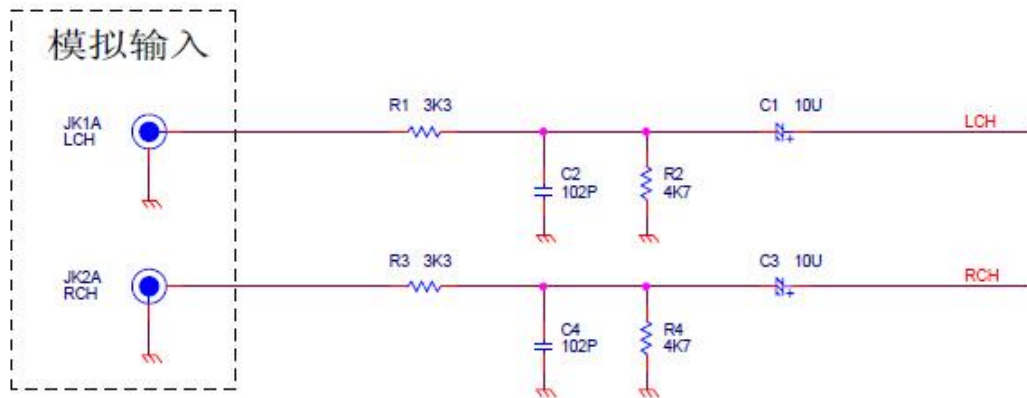 模拟输入
R1 3K3
C1 10U
LCH
JK1A
LCH
C2
102P
R2
4K7
R3 3K3
C3 10U
RCH
JK2A
RCH
C4
102P
R4
4K7